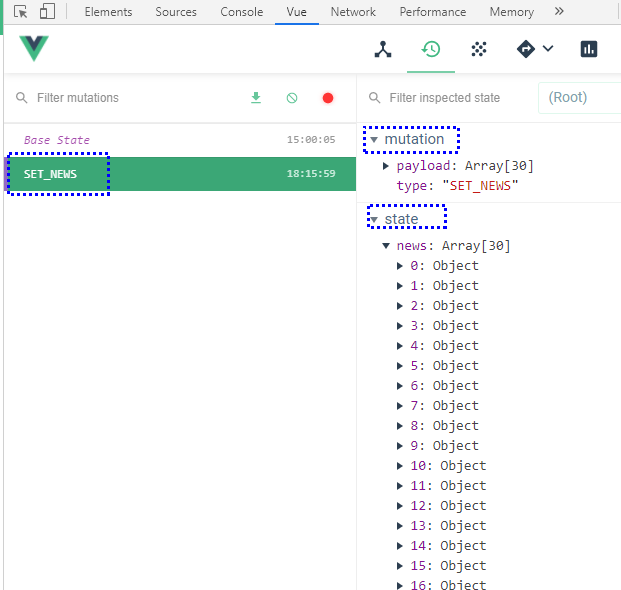 Elements Sources Console Vue Network Performance Memory »
Filter mutations
Filter inspected state
(Root)
Base State 15:00:05
SET_NEWS 18:15:59
mutation
payload: Array[30]
type: "SET_NEWS"
state
news: Array[30]
0: Object
1: Object
2: Object
3: Object
4: Object
5: Object
6: Object
7: Object
8: Object
9: Object
10: Object
11: Object
12: Object
13: Object
14: Object
15: Object
16: Object